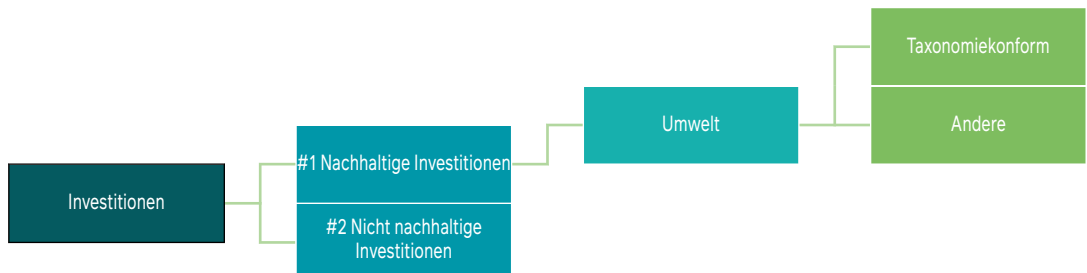 Investitionen
#1 Nachhaltige Investitionen
#2 Nicht nachhaltige
Investitionen
Umwelt
Taxonomiekonform
Andere